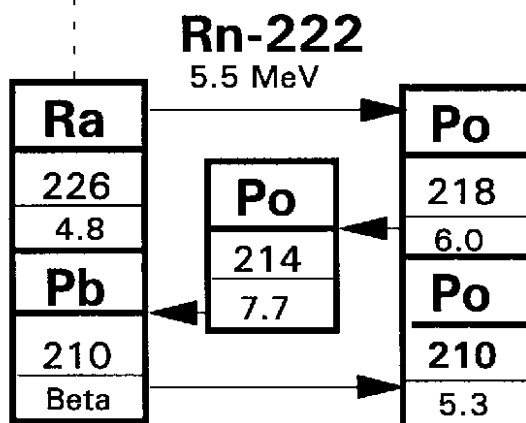 Rn-222
5.5 MeV
Ra
226
4.8
Pb
210
Beta
Po
214
7.7
Po
218
6.0
Po
210
5.3